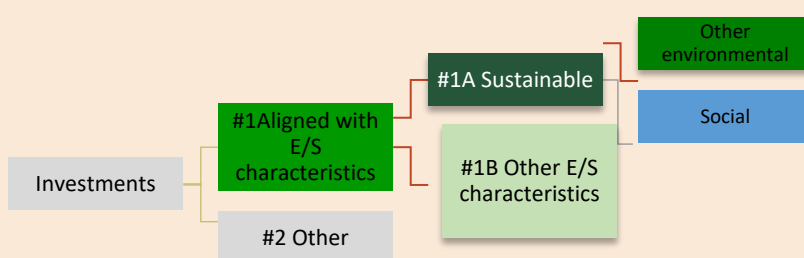 Investments
#1Aligned with
E/S
characteristics
#2 Other
#1A Sustainable
#1B Other E/S
characteristics
Other
environmental
Social